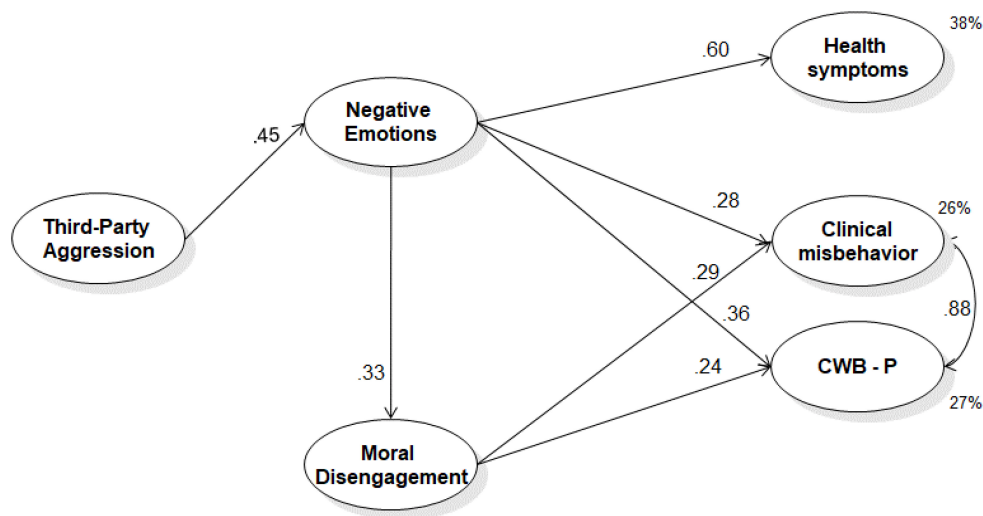 Health
symptoms
38%
.60
Negative
Emotions
.45
Third-Party
Aggression
.28
Clinical
misbehavior
26%
.29
.88
.36
.33
.24
CWB - P
27%
Moral
Disengagement